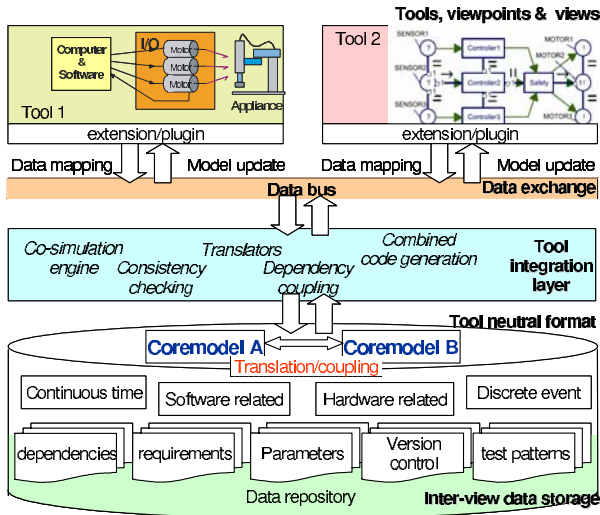 Tools, viewpoints & views
Computer
&
Software
I/O
Motor
Motor
Motor
Appliance
Tool 1
extension/plugin
Tool 2
SENSOR1
SENSOR2
SENSOR3
?
?
?
Controller1
Controller2
Controller3
Safety
MOTOR1
MOTOR2
MOTOR3
!
!!
!
extension/plugin
Data mapping
Model update
Data mapping
Model update
Data bus
Data exchange
Co-simulation
engine
Consistency
checking
Translators
Dependency
coupling
Combined
code generation
Tool
integration
layer
Tool neutral format
Coremodel A
Coremodel B
Translation/coupling
Continuous time
Software related
Hardware related
Discrete event
dependencies
requirements
Parameters
Version
control
test patterns
Data repository
Inter-view data storage